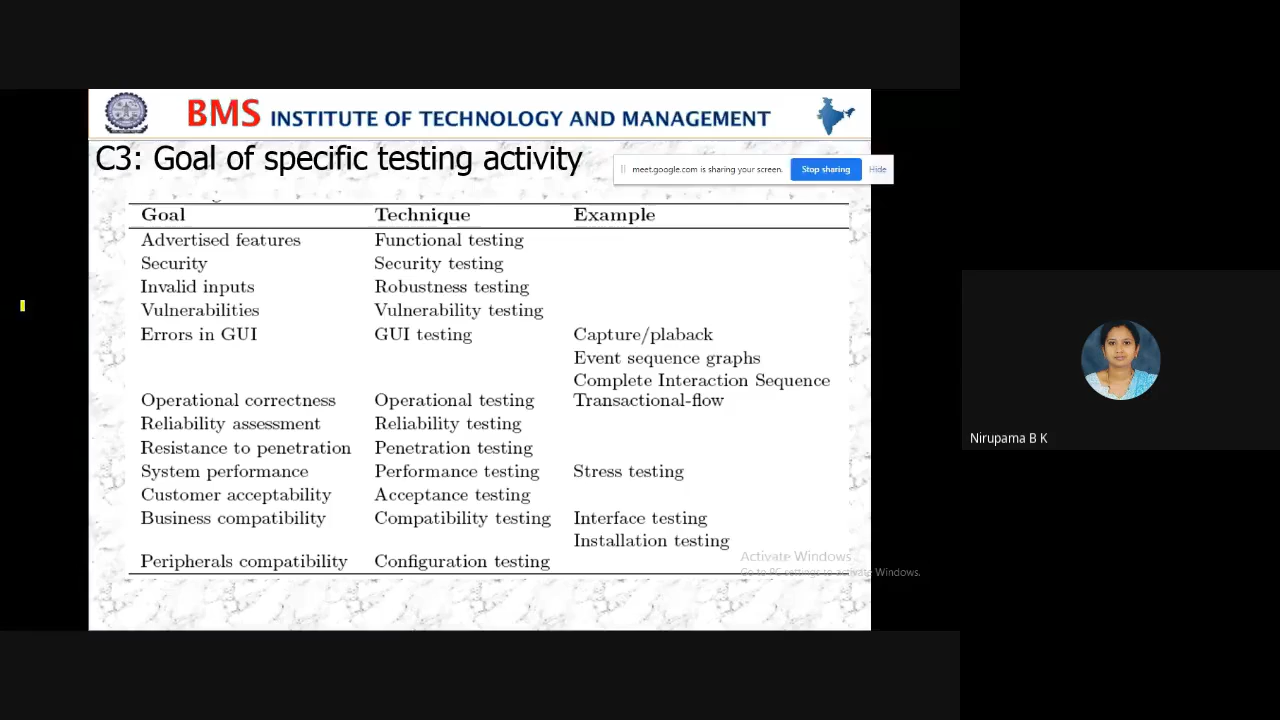 BMS INSTITUTE OF TECHNOLOGY AND MANAGEMENT
C3: Goal of specific testing activity
meet.google.com is sharing your screen. Stop sharing Hide
Goal Technique Example
Advertised features Functional testing
Security Security testing
Invalid inputs Robustness testing
Vulnerabilities Vulnerability testing
Errors in GUI GUI testing Capture/plaback
Event sequence graphs
Complete Interaction Sequence
Operational correctness Operational testing Transactional-flow
Reliability assessment Reliability testing
Resistance to penetration Penetration testing
System performance Performance testing Stress testing
Customer acceptability Acceptance testing
Business compatibility Compatibility testing Interface testing
Installation testing
Peripherals compatibility Configuration testing
Activate Windows
Go to PC settings to activate Windows.
Nirupama B K